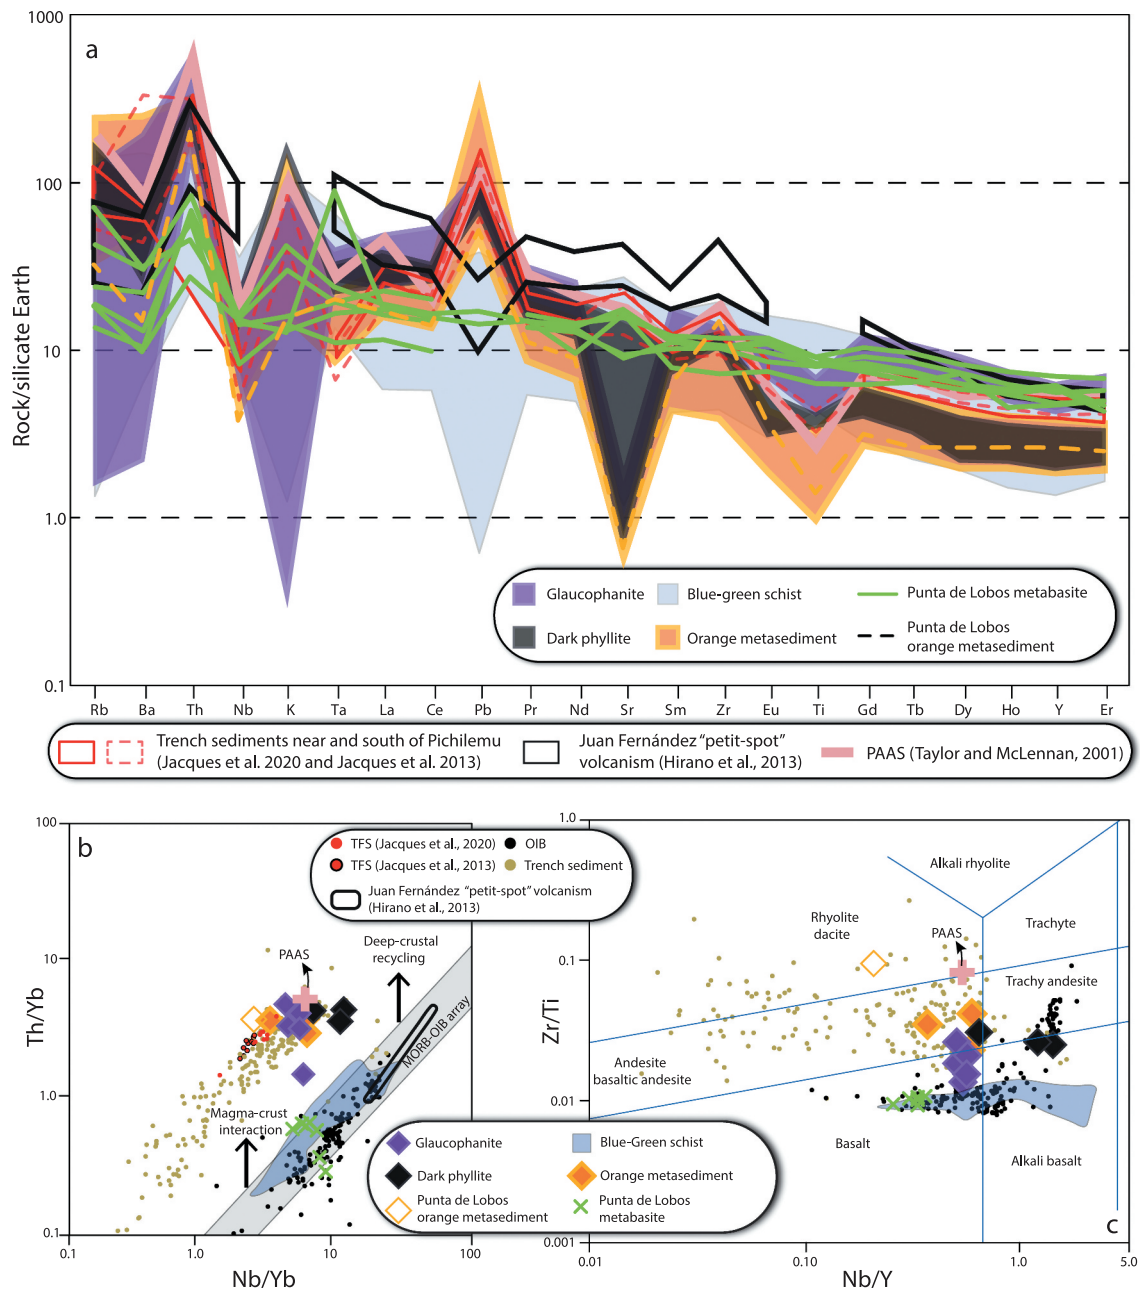 1000
a
100
10
1.0
0.1
Rock/silicate Earth
Glaucophanite
Blue-green schist
Punta de Lobos metabasite
Dark phyllite
Orange metasediment
Punta de Lobos
orange metasediment
Rb Ba Th Nb K Ta La Ce Pb Pr Nd Sr Sm Zr Eu Ti Gd Tb Dy Ho Y Er
Trench sediments near and south of Pichilemu
(Jacques et al. 2020 and Jacques et al. 2013)
Juan Fernández "petit-spot"
volcanism (Hirano et al., 2013)
PAAS (Taylor and McLennan, 2001)
100
b
10
1.0
0.1
Th/Yb
TFS (Jacques et al., 2020)
OIB
TFS (Jacques et al., 2013)
Trench sediment
Juan Fernández "petit-spot" volcanism
(Hirano et al., 2013)
PAAS
Deep-crustal
recycling
MORB-OIB array
Magma-crust
interaction
0.1 1.0 10 100
Nb/Yb
Glaucophanite
Blue-Green schist
Dark phyllite
Orange metasediment
Punta de Lobos
orange metasediment
Punta de Lobos
metabasite
1.0
0.1
0.01
0.001
Zr/Ti
Alkali rhyolite
Rhyolite
dacite
PAAS
Trachyte
Trachy andesite
Andesite
basaltic andesite
Basalt
Alkali basalt
c
0.01 0.10 1.0 5.0
Nb/Y